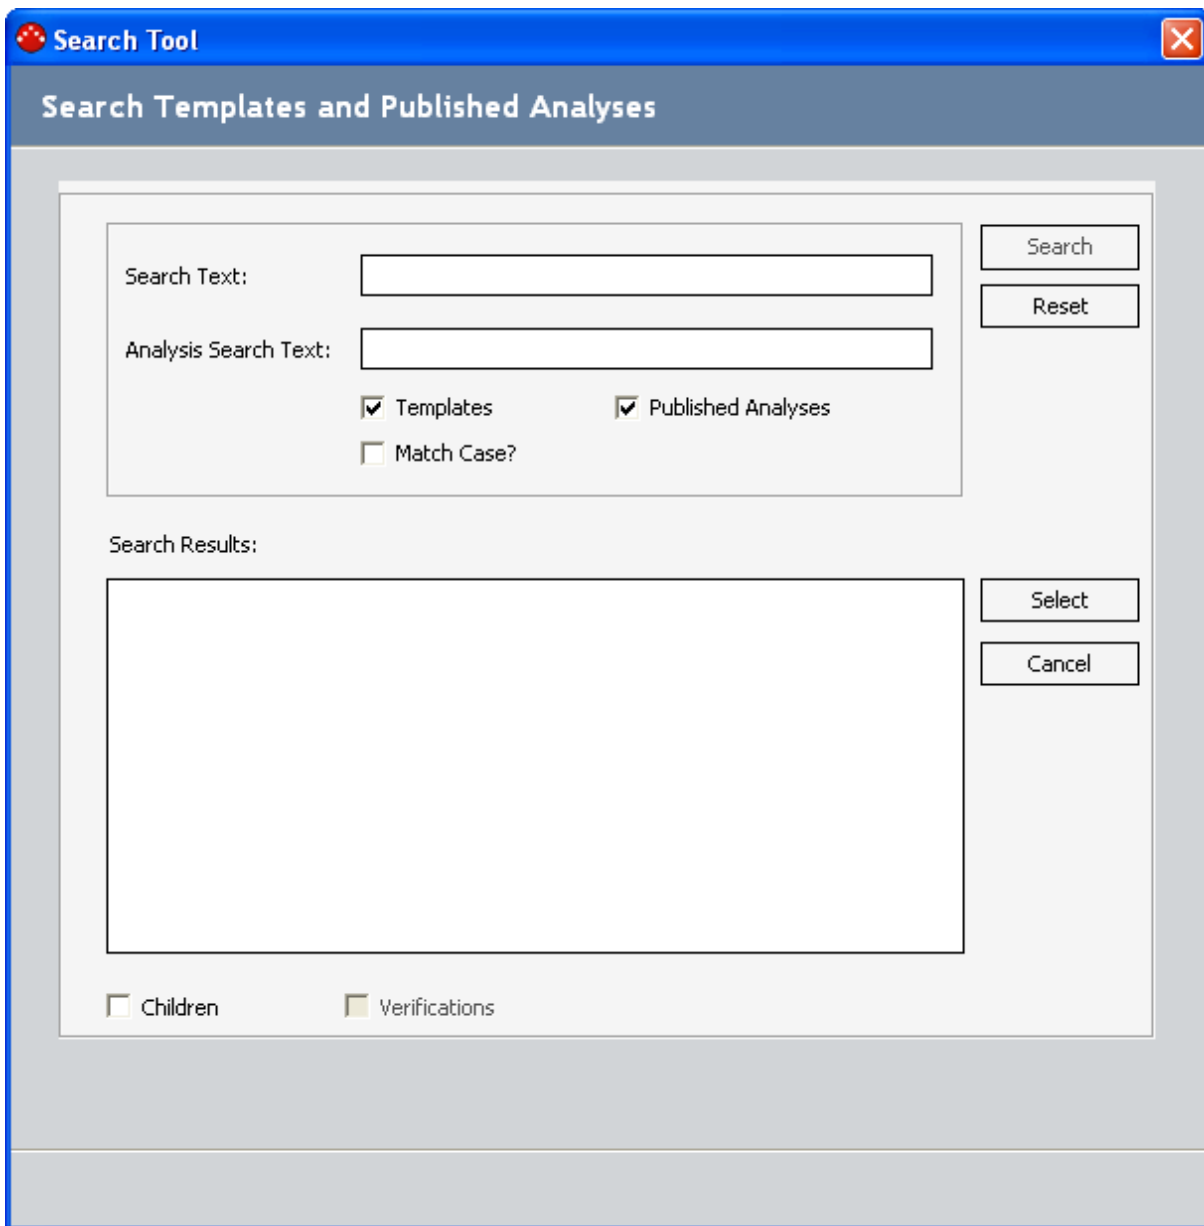 Search Tool
Search Templates and Published Analyses
Search Text:
Search
Reset
Analysis Search Text:
Templates
Published Analyses
Match Case?
Search Results:
Select
Cancel
Children
Verifications